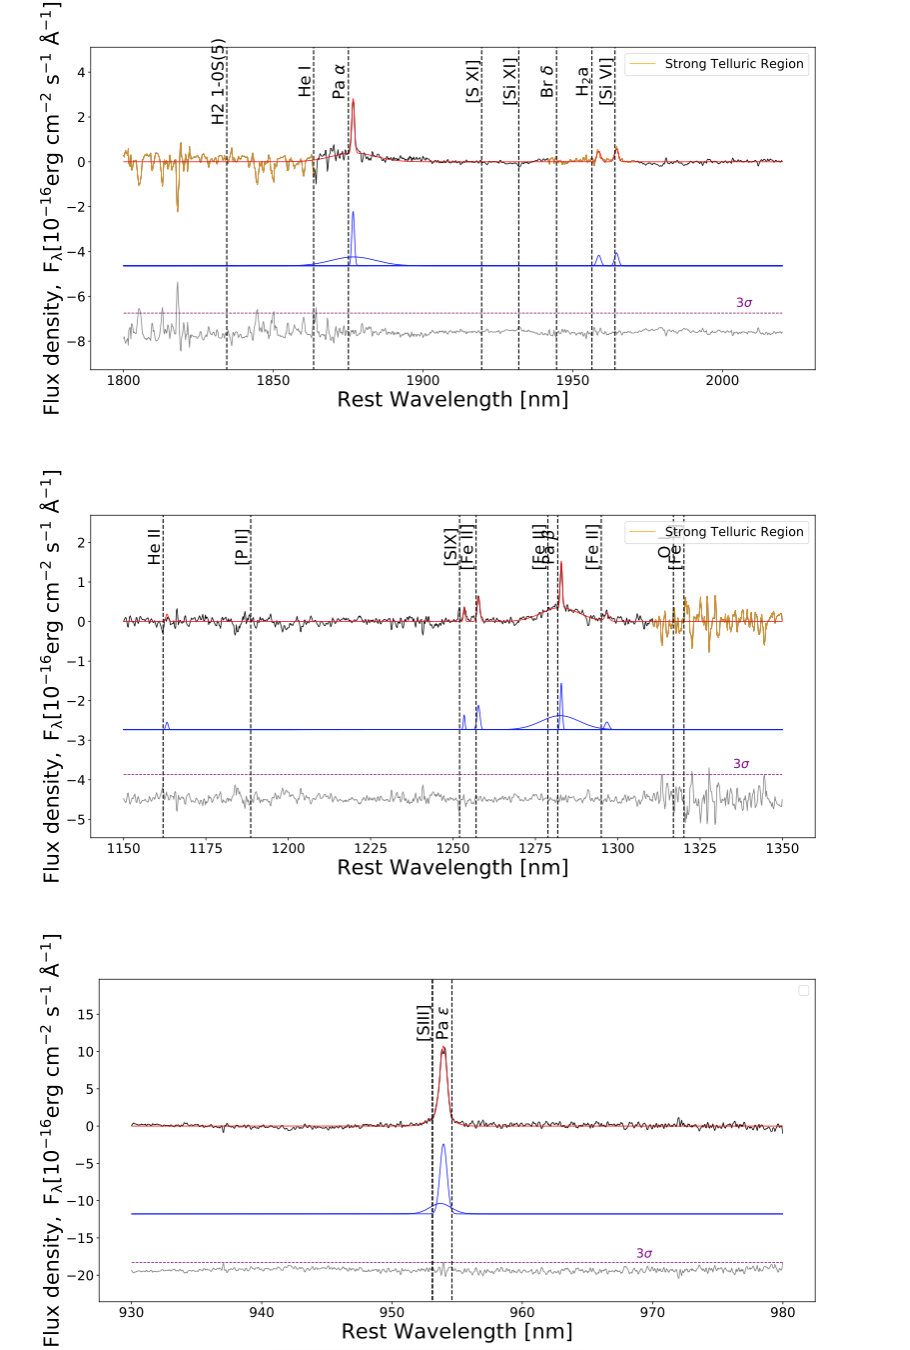 Flux density, F_λ[10^−16 erg cm^−2 s^−1 Å^−1]
H2 1-0S(5)
He I
Pa α
[S XI]
[Si XI]
Br δ
H_2a
[Si VI]
Strong Telluric Region
4
2
0
−2
−4
−6
−8
3σ
1800
1850
1900
1950
2000
Rest Wavelength [nm]
Flux density, F_λ[10^−16 erg cm^−2 s^−1 Å^−1]
He II
[P II]
[SIX]
[Fe II]
[Fe II]
Pa β
[Fe II]
Strong Telluric Region
2
1
0
−1
−2
−3
−4
−5
3σ
1150
1175
1200
1225
1250
1275
1300
1325
1350
Rest Wavelength [nm]
Flux density, F_λ[10^−16 erg cm^−2 s^−1 Å^−1]
[SIII]
Pa ε
15
10
5
0
−5
−10
−15
−20
3σ
930
940
950
960
970
980
Rest Wavelength [nm]